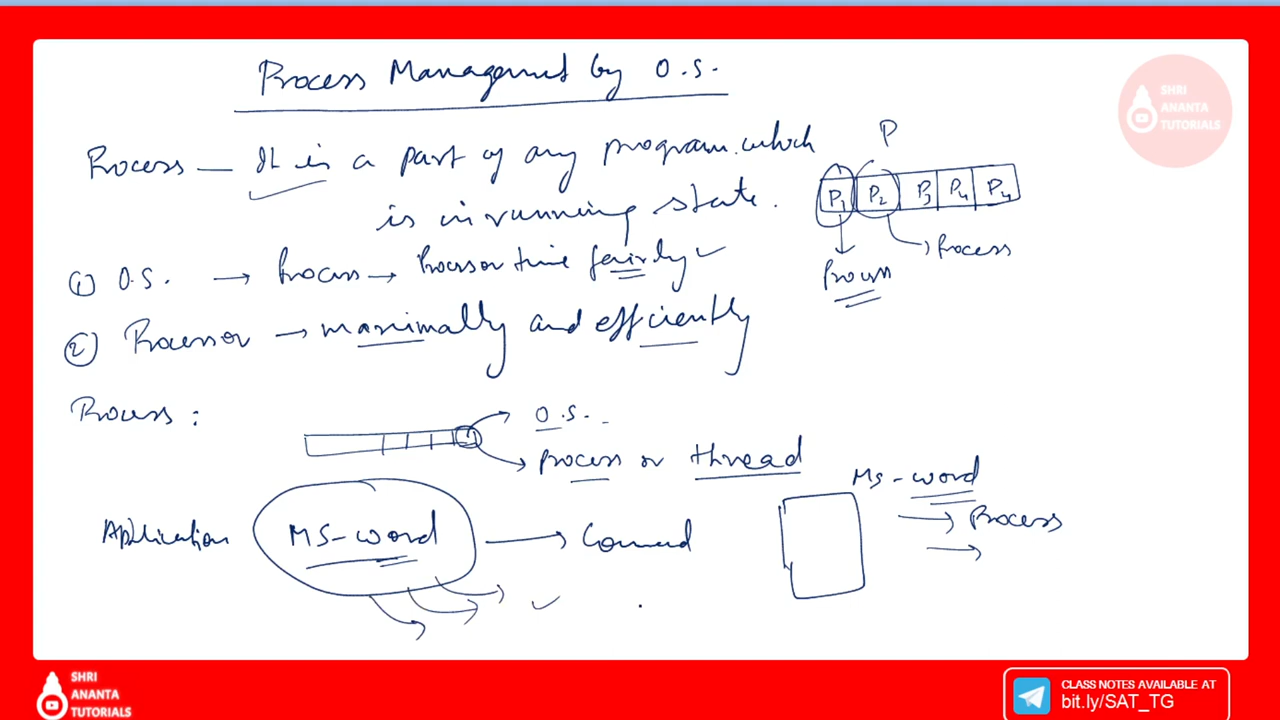 Process Management by O.S.
SHRI
ANANTA
TUTORIALS
Process — It is a part of any program which
is in running state.
P
P1 P2 P3 P4 P4
Process
Process
① O.S. → Process → Processor time fairly ✓
② Processor → maximally and efficiently
Process :
O.S.
process or thread
Application MS-word → Command
MS-word
→ Process
→
✓
SHRI
ANANTA
TUTORIALS
CLASS NOTES AVAILABLE AT
bit.ly/SAT_TG